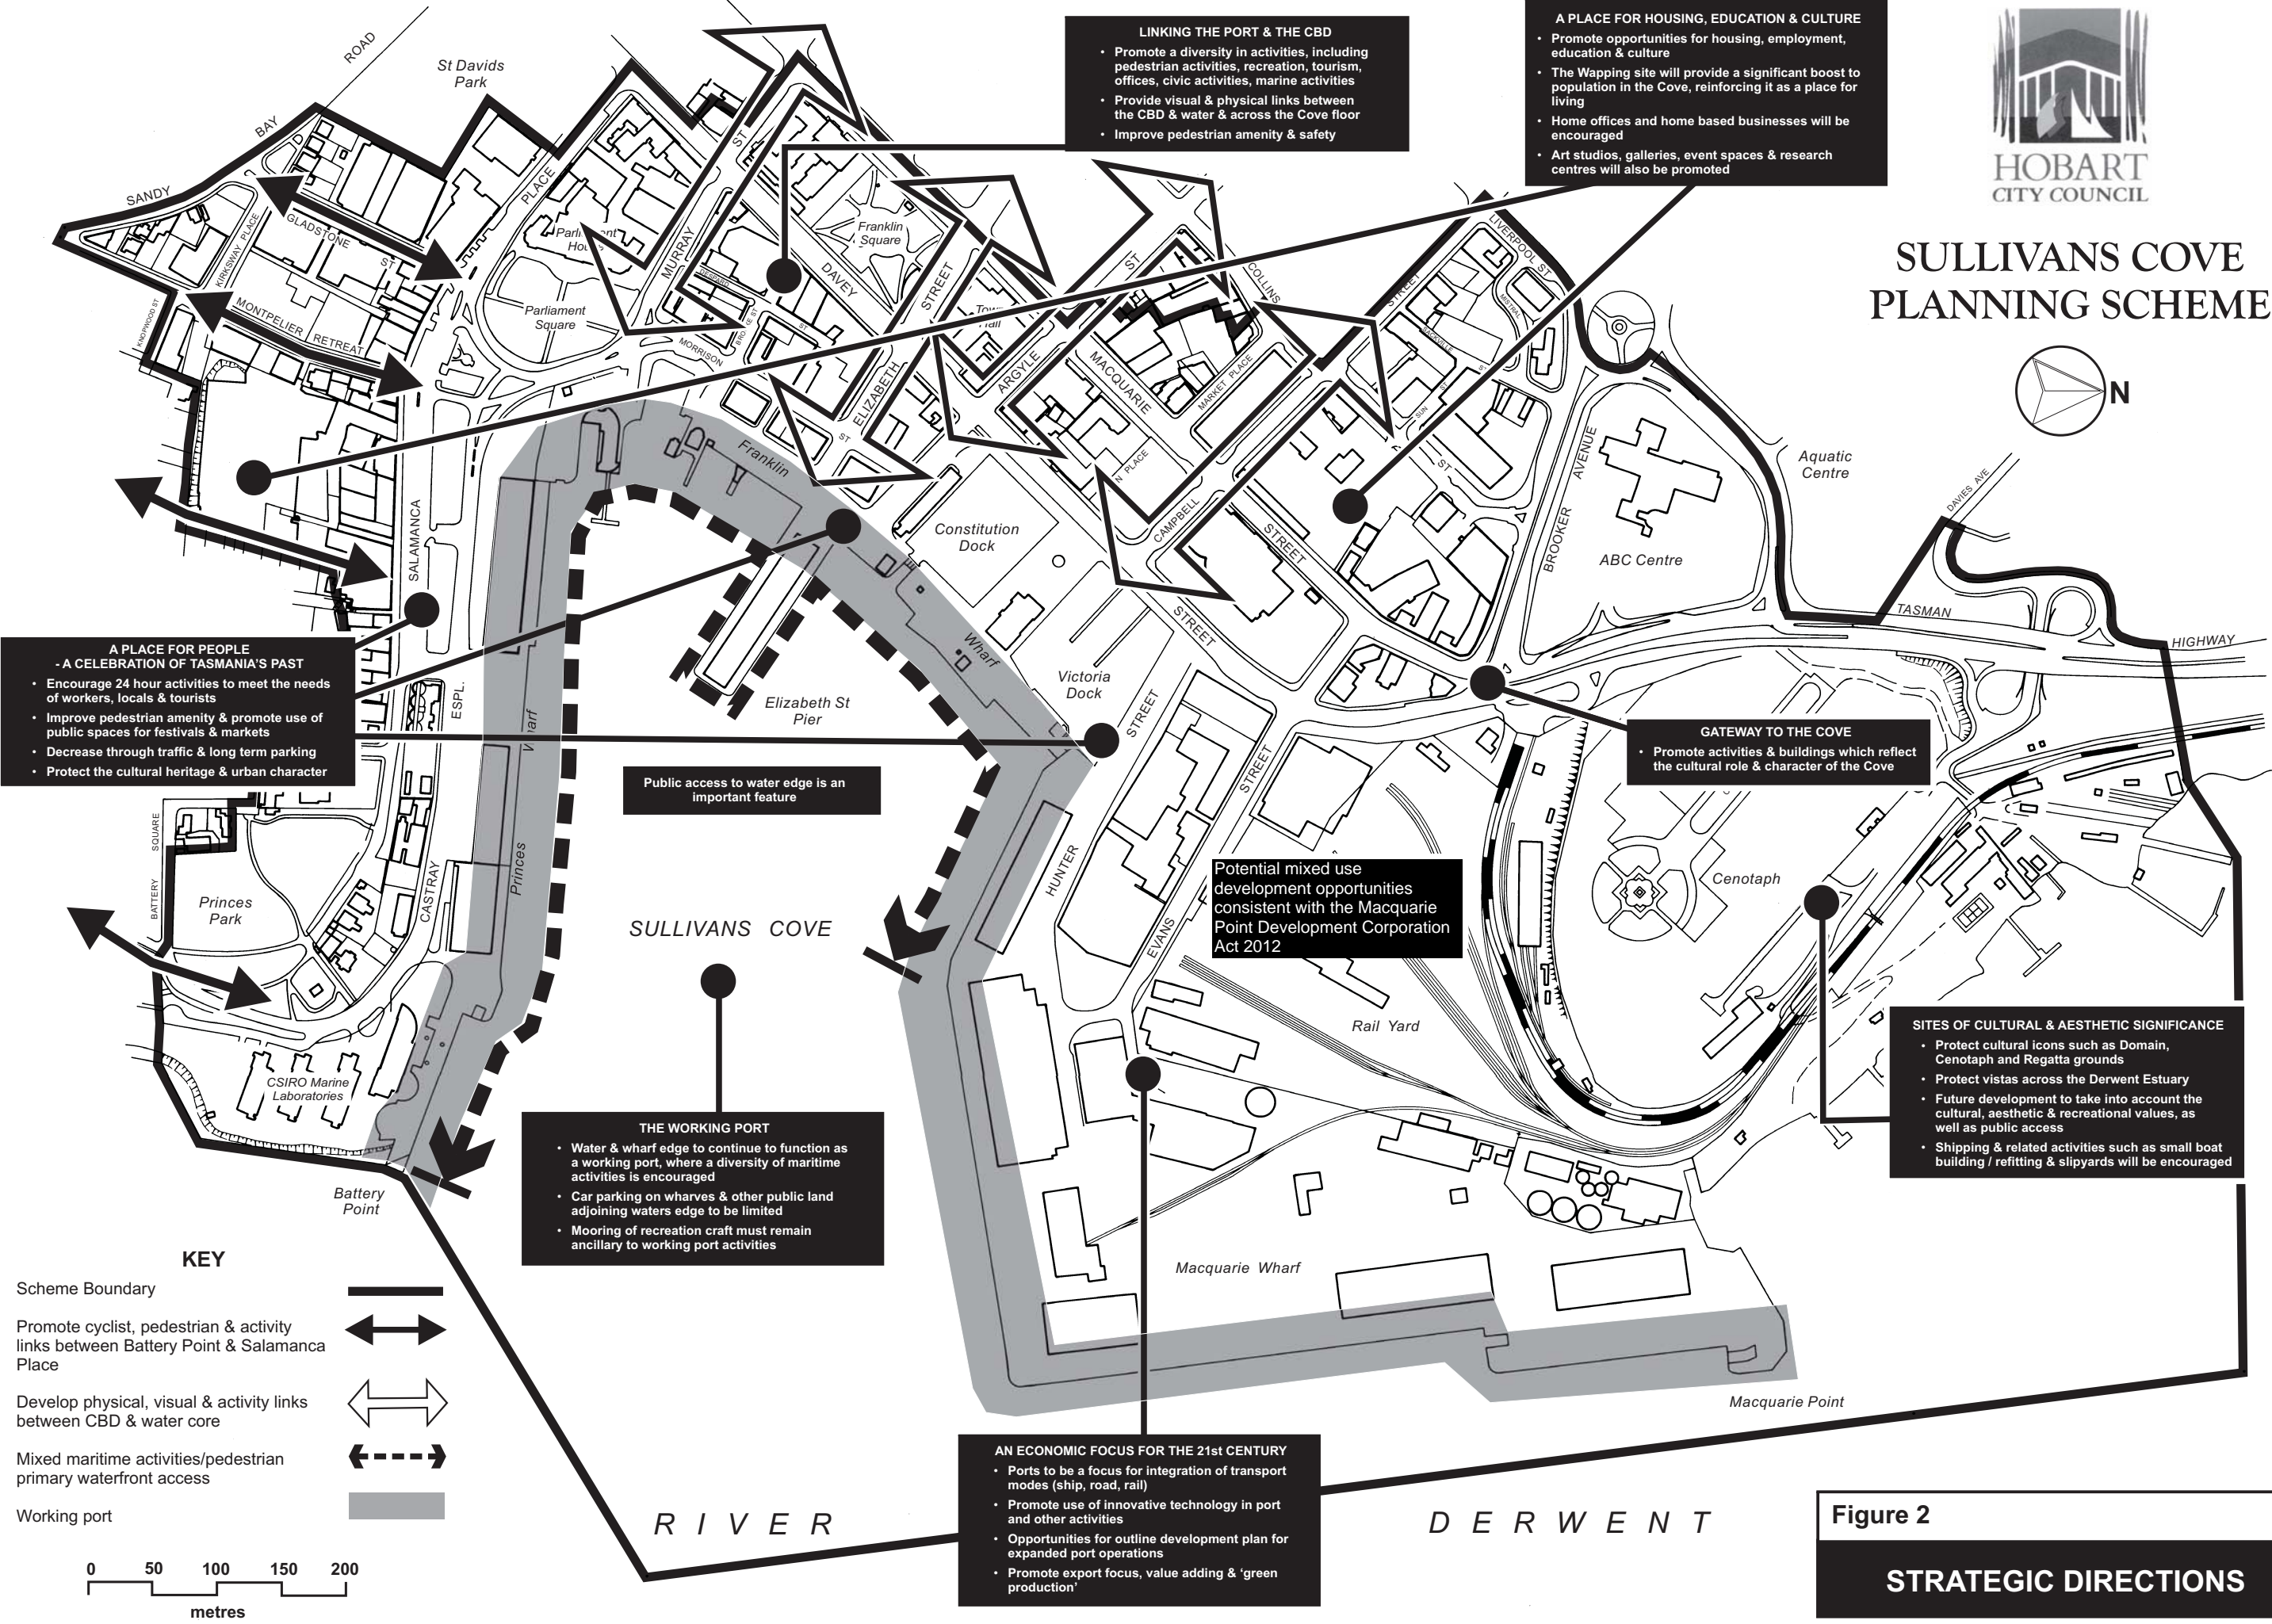 LINKING THE PORT & THE CBD
• Promote a diversity in activities, including
pedestrian activities, recreation, tourism,
offices, civic activities, marine activities
• Provide visual & physical links between
the CBD & water & across the Cove floor
• Improve pedestrian amenity & safety
A PLACE FOR HOUSING, EDUCATION & CULTURE
• Promote opportunities for housing, employment,
education & culture
• The Wapping site will provide a significant boost to
population in the Cove, reinforcing it as a place for
living
• Home offices and home based businesses will be
encouraged
• Art studios, galleries, event spaces & research
centres will also be promoted
HOBART
CITY COUNCIL
SULLIVANS COVE
PLANNING SCHEME
N
ROAD
St Davids
Park
BAY
SANDY
KIRKSWAY PLACE
GLADSTONE
ST
MONTPELIER RETREAT
KNOPWOOD ST
PLACE
Parliament
House
Parliament
Square
MURRAY
ST
DAVEY
Franklin
Square
STREET
ELIZABETH
ST
MORRISON
BROOKE ST
ST
Town
Hall
ARGYLE
ST
MACQUARIE
MARKET PLACE
COLLINS
STREET
LIVERPOOL ST
SACKVILLE
ST
SUN
ST
ST
PLACE
CAMPBELL
STREET
STREET
BROOKER
AVENUE
ABC Centre
Aquatic
Centre
DAVIES AVE
TASMAN
HIGHWAY
Franklin
Wharf
Constitution
Dock
Victoria
Dock
STREET
STREET
SALAMANCA
ESPL.
CASTRAY
Wharf
Princes
Elizabeth St
Pier
A PLACE FOR PEOPLE
- A CELEBRATION OF TASMANIA'S PAST
• Encourage 24 hour activities to meet the needs
of workers, locals & tourists
• Improve pedestrian amenity & promote use of
public spaces for festivals & markets
• Decrease through traffic & long term parking
• Protect the cultural heritage & urban character
Public access to water edge is an
important feature
GATEWAY TO THE COVE
• Promote activities & buildings which reflect
the cultural role & character of the Cove
Potential mixed use
development opportunities
consistent with the Macquarie
Point Development Corporation
Act 2012
HUNTER
EVANS
Cenotaph
BATTERY SQUARE
Princes
Park
SULLIVANS COVE
Rail Yard
CSIRO Marine
Laboratories
Battery
Point
SITES OF CULTURAL & AESTHETIC SIGNIFICANCE
• Protect cultural icons such as Domain,
Cenotaph and Regatta grounds
• Protect vistas across the Derwent Estuary
• Future development to take into account the
cultural, aesthetic & recreational values, as
well as public access
• Shipping & related activities such as small boat
building / refitting & slipyards will be encouraged
THE WORKING PORT
• Water & wharf edge to continue to function as
a working port, where a diversity of maritime
activities is encouraged
• Car parking on wharves & other public land
adjoining waters edge to be limited
• Mooring of recreation craft must remain
ancillary to working port activities
Macquarie Wharf
Macquarie Point
AN ECONOMIC FOCUS FOR THE 21st CENTURY
• Ports to be a focus for integration of transport
modes (ship, road, rail)
• Promote use of innovative technology in port
and other activities
• Opportunities for outline development plan for
expanded port operations
• Promote export focus, value adding & ‘green
production’
RIVER DERWENT
KEY
Scheme Boundary
Promote cyclist, pedestrian & activity
links between Battery Point & Salamanca
Place
Develop physical, visual & activity links
between CBD & water core
Mixed maritime activities/pedestrian
primary waterfront access
Working port
0 50 100 150 200
metres
Figure 2
STRATEGIC DIRECTIONS